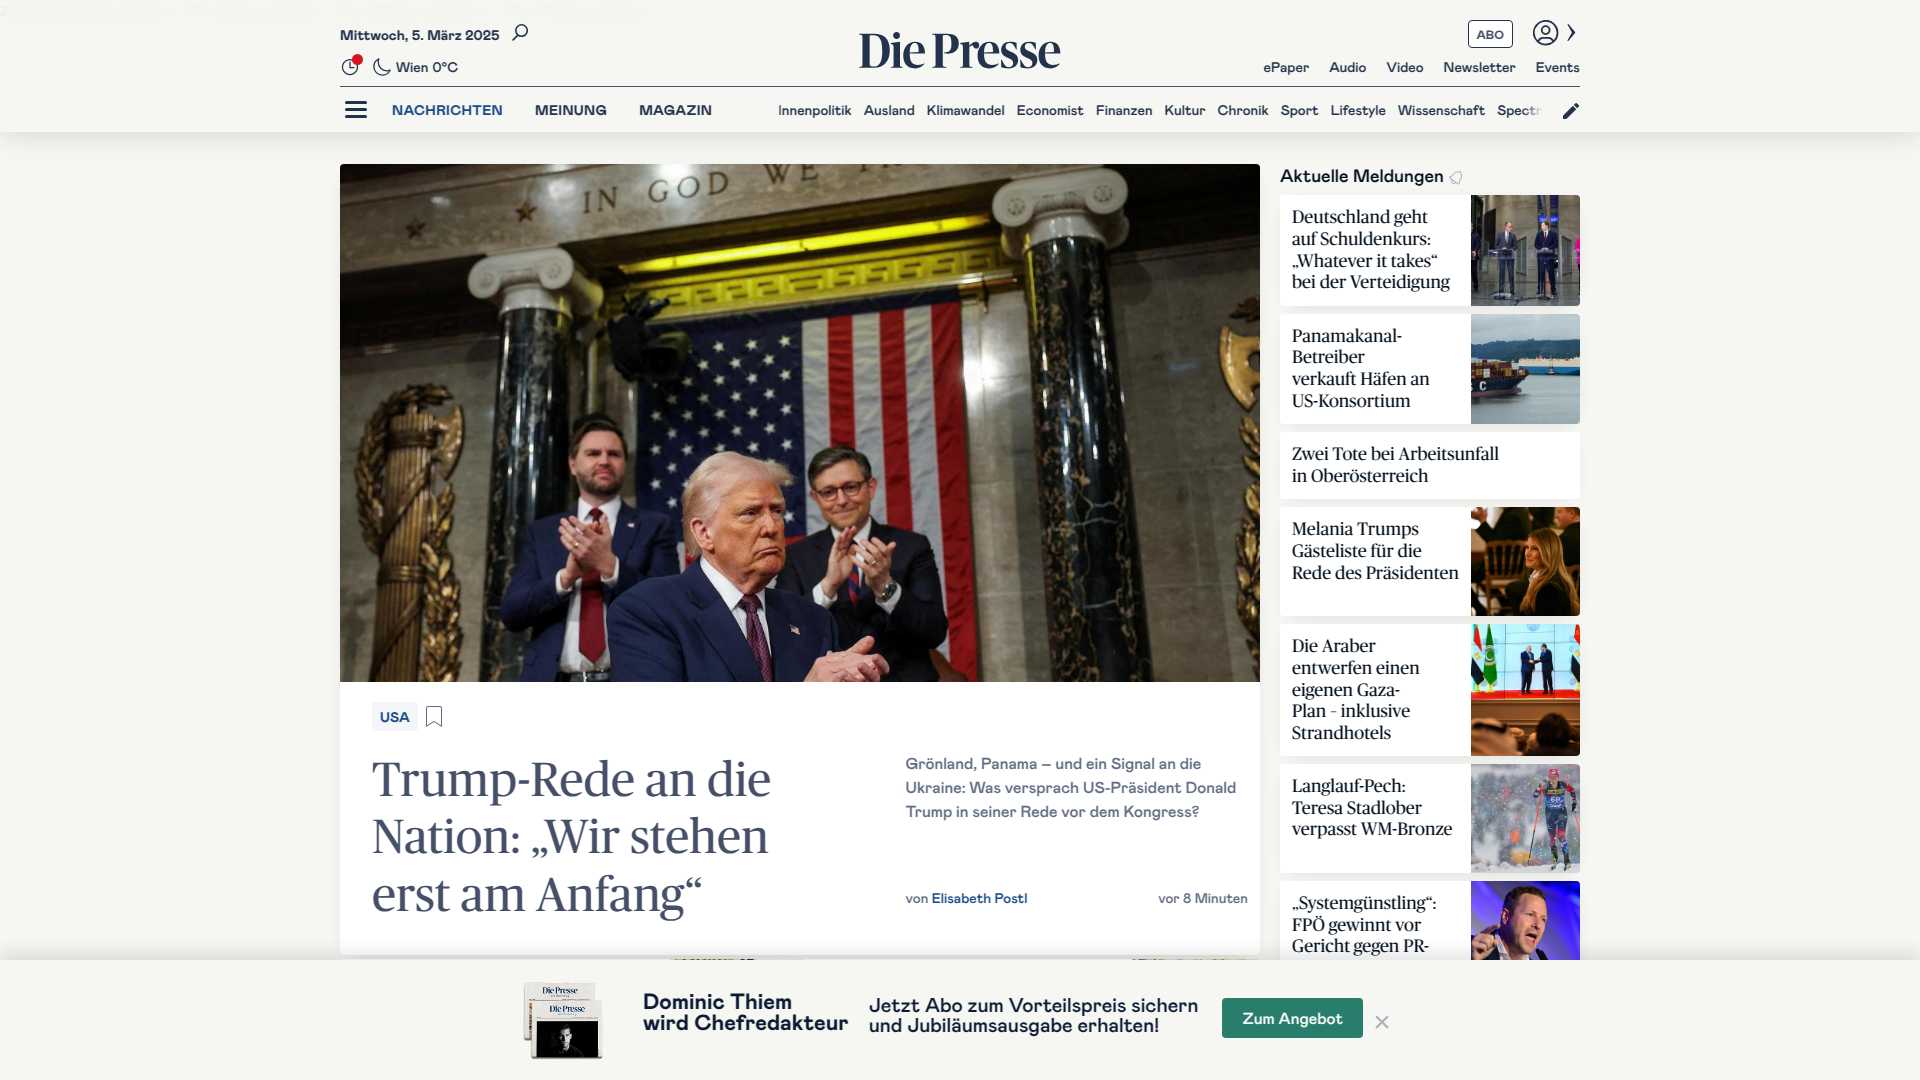 Mittwoch, 5. März 2025
Die Presse
ABO
Wien 0°C
ePaper Audio Video Newsletter Events
NACHRICHTEN MEINUNG MAGAZIN
Innenpolitik Ausland Klimawandel Economist Finanzen Kultur Chronik Sport Lifestyle Wissenschaft Spectr
IN GOD WE
USA
Trump-Rede an die
Nation: „Wir stehen
erst am Anfang“
Grönland, Panama – und ein Signal an die
Ukraine: Was versprach US-Präsident Donald
Trump in seiner Rede vor dem Kongress?
von Elisabeth Postl
vor 8 Minuten
Aktuelle Meldungen
Deutschland geht
auf Schuldenkurs:
„Whatever it takes“
bei der Verteidigung
Panamakanal-
Betreiber
verkauft Häfen an
US-Konsortium
Zwei Tote bei Arbeitsunfall
in Oberösterreich
Melania Trumps
Gästeliste für die
Rede des Präsidenten
Die Araber
entwerfen einen
eigenen Gaza-
Plan – inklusive
Strandhotels
Langlauf-Pech:
Teresa Stadlober
verpasst WM-Bronze
„Systemgünstling“:
FPÖ gewinnt vor
Gericht gegen PR-
Die Presse
Die Presse
Dominic Thiem
wird Chefredakteur
Jetzt Abo zum Vorteilspreis sichern
und Jubiläumsausgabe erhalten!
Zum Angebot